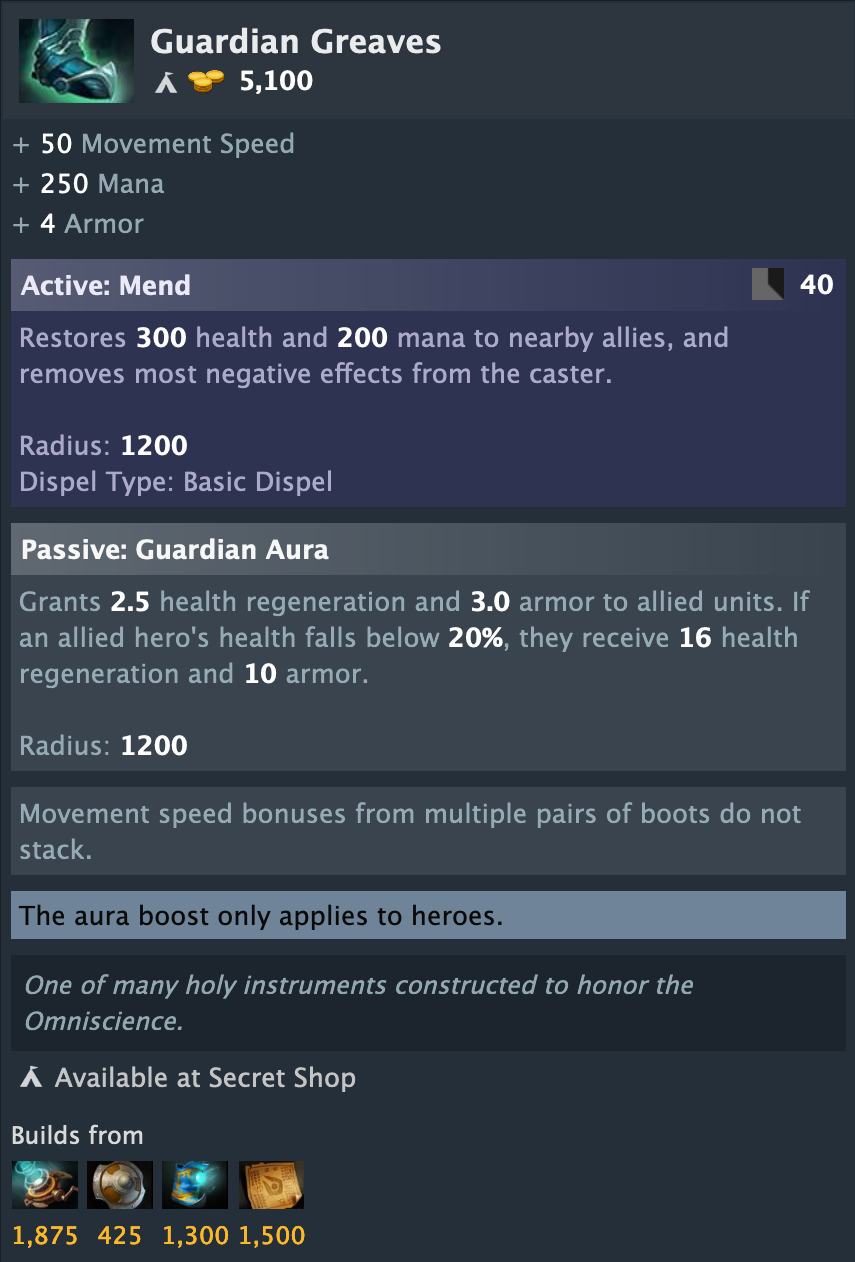 Guardian Greaves
5,100
+ 50 Movement Speed
+ 250 Mana
+ 4 Armor
Active: Mend 40
Restores 300 health and 200 mana to nearby allies, and
removes most negative effects from the caster.
Radius: 1200
Dispel Type: Basic Dispel
Passive: Guardian Aura
Grants 2.5 health regeneration and 3.0 armor to allied units. If
an allied hero's health falls below 20%, they receive 16 health
regeneration and 10 armor.
Radius: 1200
Movement speed bonuses from multiple pairs of boots do not
stack.
The aura boost only applies to heroes.
One of many holy instruments constructed to honor the
Omniscience.
Available at Secret Shop
Builds from
1,875 425 1,300 1,500